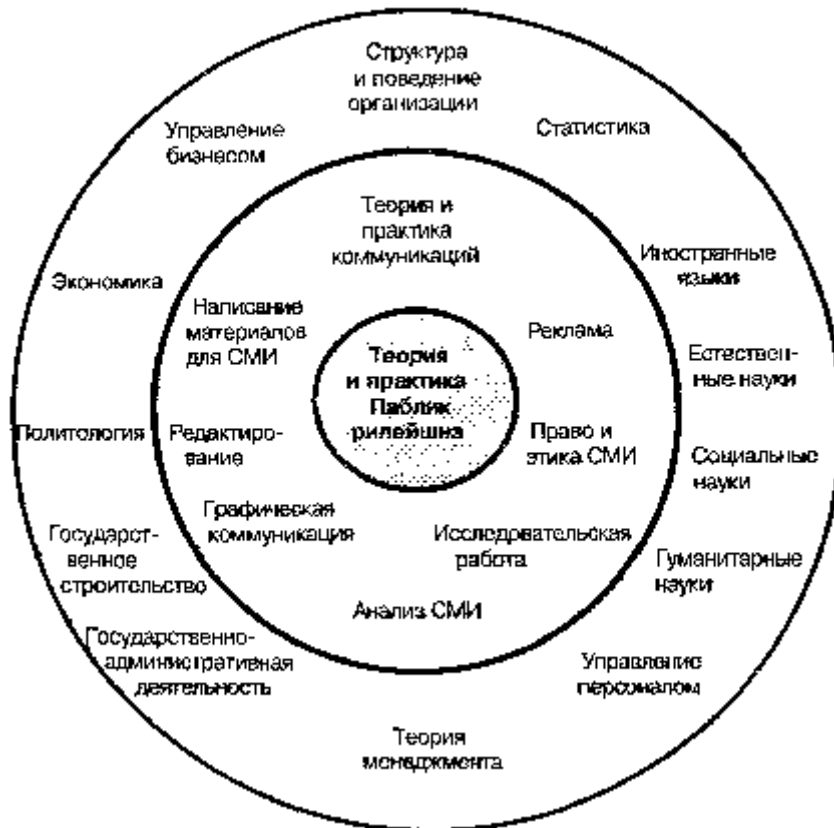 Структура
и поведение
организации
Управление
бизнесом
Статистика
Экономика
Иностранные
языки
Естествен-
ные науки
Политология
Социальные
науки
Государст-
венное
строительство
Гуманитарные
науки
Государственно-
административная
деятельность
Управление
персоналом
Теория
менеджмента
Теория и
практика
коммуникаций
Написание
материалов
для СМИ
Реклама
Редактиро-
вание
Право и
этика СМИ
Графическая
коммуникация
Исследовательская
работа
Анализ СМИ
Теория
и практика
Паблик
рилейшнз